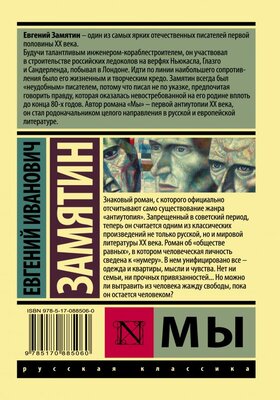 Евгений Замятин – один из самых ярких отечественных писателей первой
половины XX века.
Будучи талантливым инженером-кораблестроителем, он участвовал
в строительстве российских ледоколов на верфях Ньюкасла, Глазго
и Сандерленда, побывал в Лондоне. Идти по линии наибольшего сопротив-
ления было его жизненным и творческим кредо. Замятин всегда был
«неудобным» писателем, потому что писал не по указке, предпочитая
говорить правду, которая оказалась невостребованной на его родине вплоть
до конца 80-х годов. Автор романа «Мы» – первой антиутопии XX века,
он стал родоначальником целого направления в русской и европейской
литературе.
ЕВГЕНИЙ ИВАНОВИЧ
ЗАМЯТИН
Знаковый роман, с которого официально
отсчитывают само существование жанра
«антиутопия». Запрещенный в советский период,
теперь он считается одним из классических
произведений не только русской, но и мировой
литературы XX века. Роман об «обществе
равных», в котором человеческая личность
сведена к «нумеру». В нем унифицировано все –
одежда и квартиры, мысли и чувства. Нет ни
семьи, ни прочных привязанностей... Но можно
ли вытравить из человека жажду свободы, пока
он остается человеком?
ISBN 978-5-17-088506-0
9 785170 885060
N
МЫ
русская классика